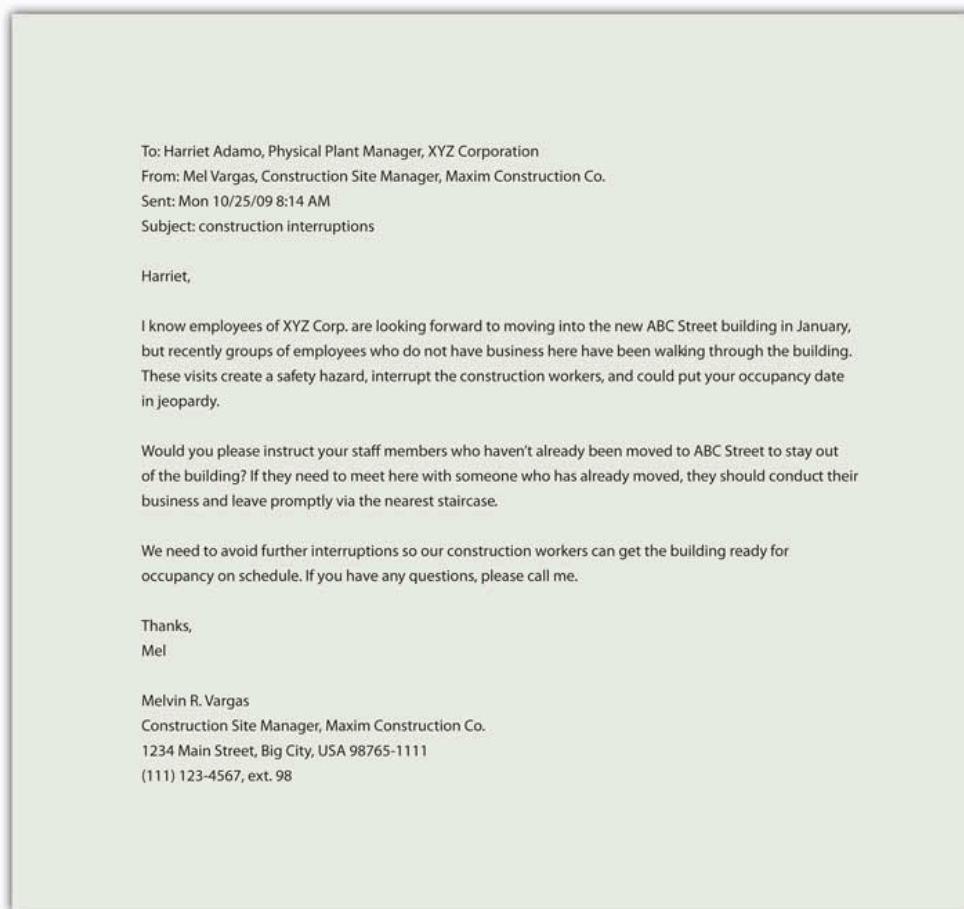 To: Harriet Adamo, Physical Plant Manager, XYZ Corporation
From: Mel Vargas, Construction Site Manager, Maxim Construction Co.
Sent: Mon 10/25/09 8:14 AM
Subject: construction interruptions
Harriet,
I know employees of XYZ Corp. are looking forward to moving into the new ABC Street building in January,
but recently groups of employees who do not have business here have been walking through the building.
These visits create a safety hazard, interrupt the construction workers, and could put your occupancy date
in jeopardy.
Would you please instruct your staff members who haven't already been moved to ABC Street to stay out
of the building? If they need to meet here with someone who has already moved, they should conduct their
business and leave promptly via the nearest staircase.
We need to avoid further interruptions so our construction workers can get the building ready for
occupancy on schedule. If you have any questions, please call me.
Thanks,
Mel
Melvin R. Vargas
Construction Site Manager, Maxim Construction Co.
1234 Main Street, Big City, USA 98765-1111
(111) 123-4567, ext. 98